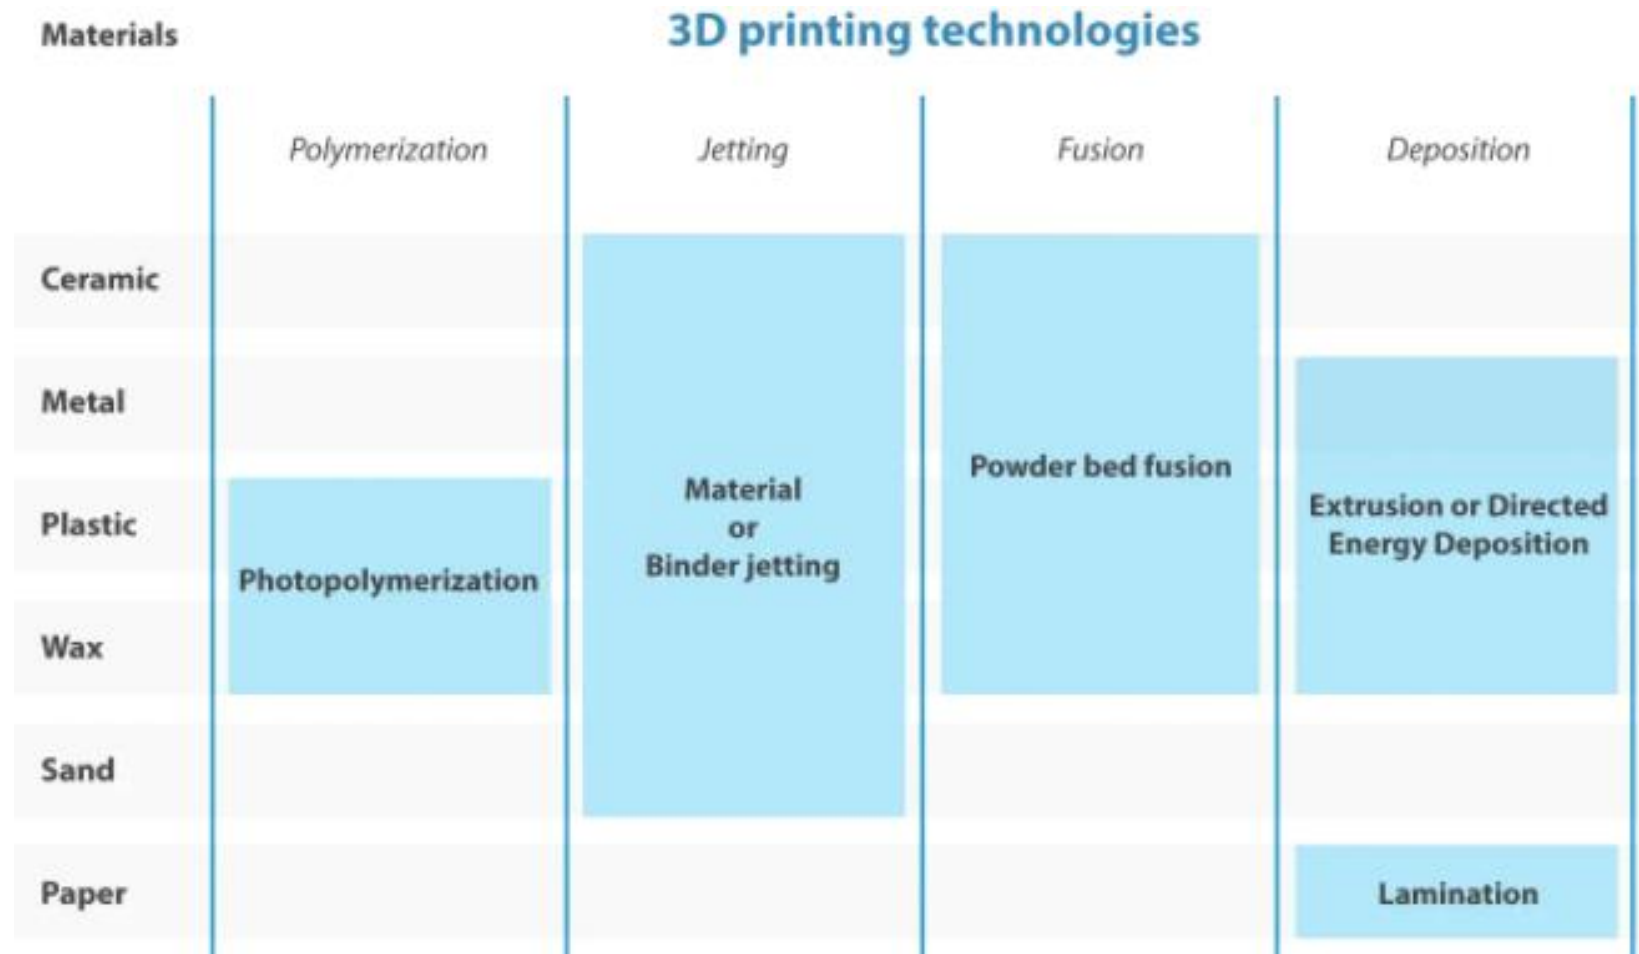 Materials
3D printing technologies
Polymerization
Jetting
Fusion
Deposition
Ceramic
Metal
Powder bed fusion
Material
or
Binder jetting
Extrusion or Directed
Energy Deposition
Plastic
Photopolymerization
Wax
Sand
Paper
Lamination